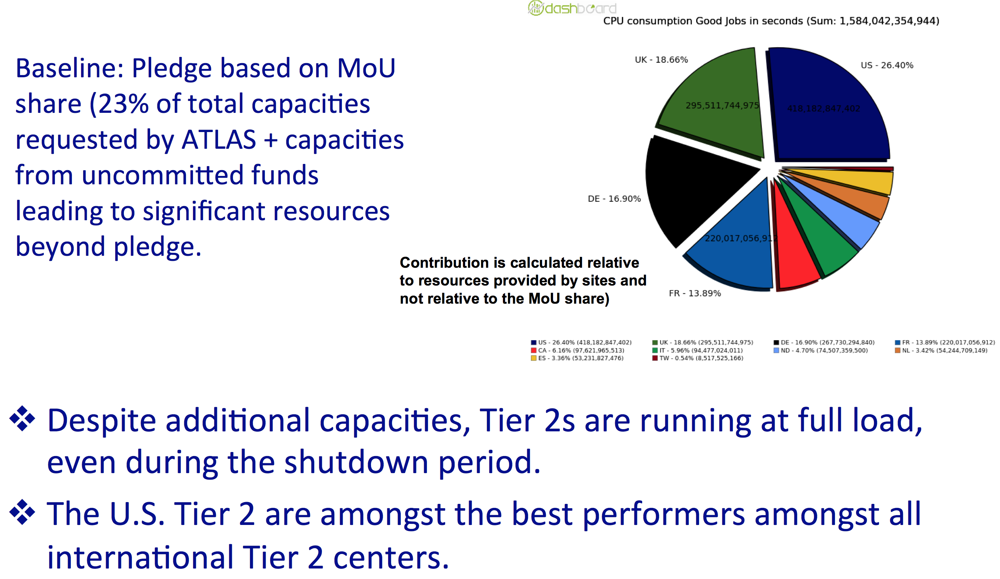 dashboard
CPU consumption Good Jobs in seconds (Sum: 1,584,042,354,944)
Baseline: Pledge based on MoU
share (23% of total capacities
requested by ATLAS + capacities
from uncommitted funds
leading to significant resources
beyond pledge.
UK - 18.66%
US - 26.40%
295,511,744,975
418,182,847,402
DE - 16.90%
220,017,056,912
FR - 13.89%
Contribution is calculated relative
to resources provided by sites and
not relative to the MoU share)
US - 26.40% (418,182,847,402) UK - 18.66% (295,511,744,975) DE - 16.90% (267,730,294,840) FR - 13.89% (220,017,056,912)
CA - 6.16% (97,621,965,513) IT - 5.96% (94,477,024,011) ND - 4.70% (74,507,359,500) NL - 3.42% (54,244,709,149)
ES - 3.36% (53,231,827,476) TW - 0.54% (8,517,525,166)
❖ Despite additional capacities, Tier 2s are running at full load,
even during the shutdown period.
❖ The U.S. Tier 2 are amongst the best performers amongst all
international Tier 2 centers.